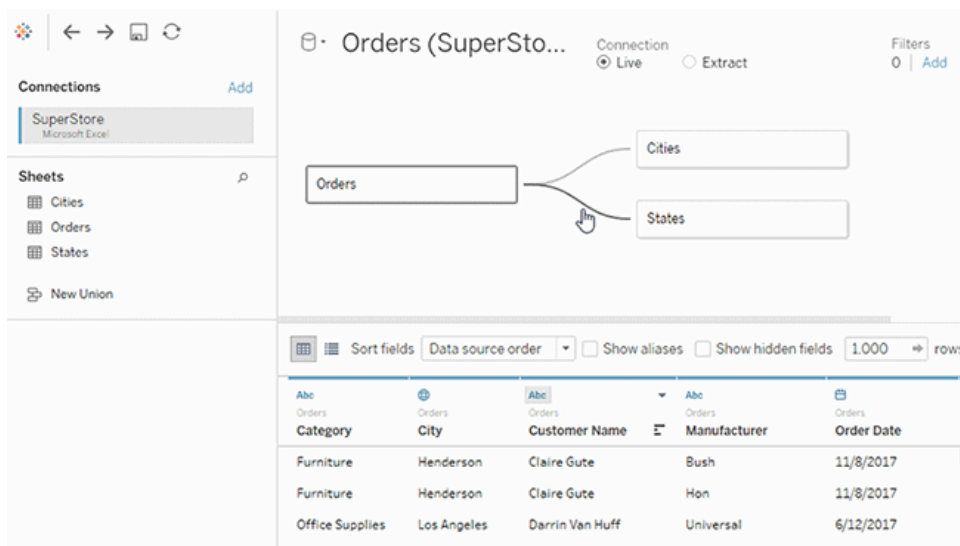 Orders (SuperSto...
Connection
Live Extract
Filters
0 | Add
Connections Add
SuperStore
Microsoft Excel
Sheets
Cities
Orders
States
New Union
Orders
Cities
States
Sort fields Data source order Show aliases Show hidden fields 1.000 rows
Abc Abc Abc
Orders Orders Orders Orders Orders
Category City Customer Name Manufacturer Order Date
Furniture Henderson Claire Gute Bush 11/8/2017
Furniture Henderson Claire Gute Hon 11/8/2017
Office Supplies Los Angeles Darrin Van Huff Universal 6/12/2017